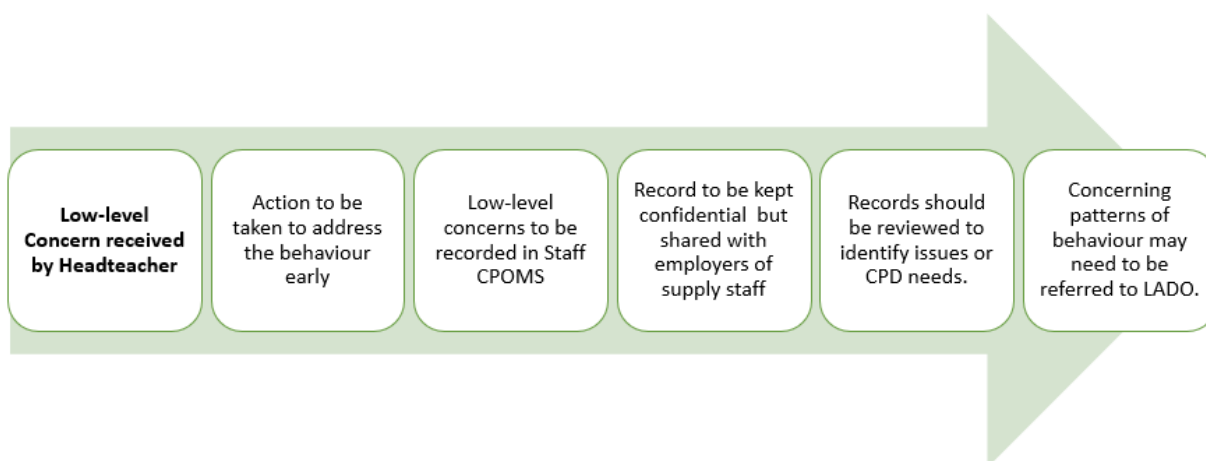 Low-level
Concern received
by Headteacher
Action to be
taken to address
the behaviour
early
Low-level
concerns to be
recorded in Staff
CPOMS
Record to be kept
confidential but
shared with
employers of
supply staff
Records should
be reviewed to
identify issues or
CPD needs.
Concerning
patterns of
behaviour may
need to be
referred to LADO.